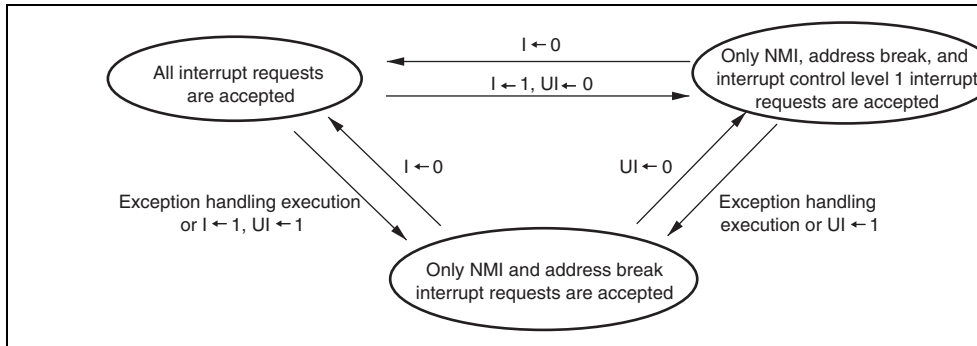 I ← 0
All interrupt requests
are accepted
I ← 1, UI ← 0
Only NMI, address break, and
interrupt control level 1 interrupt
requests are accepted
I ← 0
UI ← 0
Exception handling execution
or I ← 1, UI ← 1
Exception handling
execution or UI ← 1
Only NMI and address break
interrupt requests are accepted